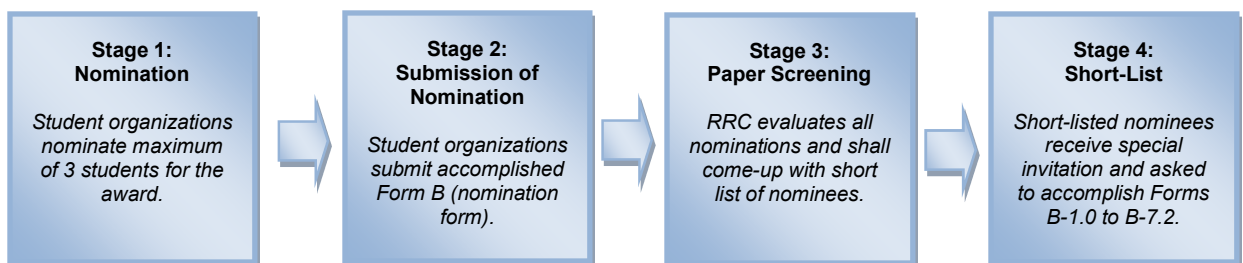 Stage 1:
Nomination
Student organizations
nominate maximum
of 3 students for the
award.
Stage 2:
Submission of
Nomination
Student organizations
submit accomplished
Form B (nomination
form).
Stage 3:
Paper Screening
RRC evaluates all
nominations and shall
come-up with short
list of nominees.
Stage 4:
Short-List
Short-listed nominees
receive special
invitation and asked
to accomplish Forms
B-1.0 to B-7.2.